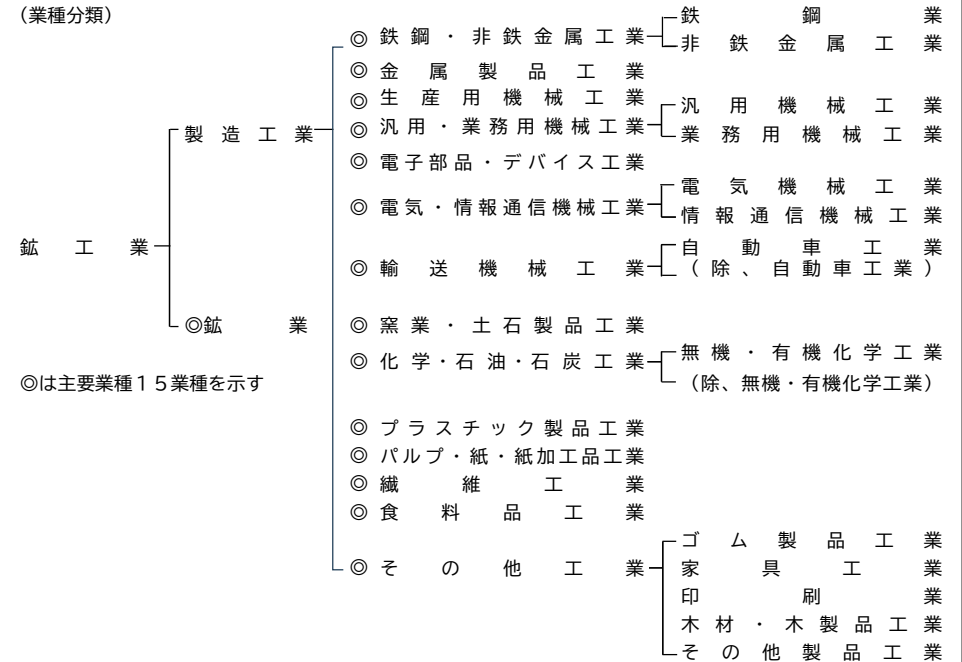 （業種分類）
鉄鋼業
◎ 鉄鋼・非鉄金属工業
非鉄金属工業
◎ 金属製品工業
◎ 生産用機械工業
汎用機械工業
製造工業
◎ 汎用・業務用機械工業
業務用機械工業
◎ 電子部品・デバイス工業
電気機械工業
◎ 電気・情報通信機械工業
情報通信機械工業
鉱工業
自動車工業
◎ 輸送機械工業
（除、自動車工業）
◎鉱業
◎ 窯業・土石製品工業
無機・有機化学工業
◎ 化学・石油・石炭工業
◎は主要業種１５業種を示す
（除、無機・有機化学工業）
◎ プラスチック製品工業
◎ パルプ・紙・紙加工品工業
◎ 繊維工業
◎ 食料品工業
ゴム製品工業
◎ その他工業
家具工業
印刷業
木材・木製品工業
その他製品工業